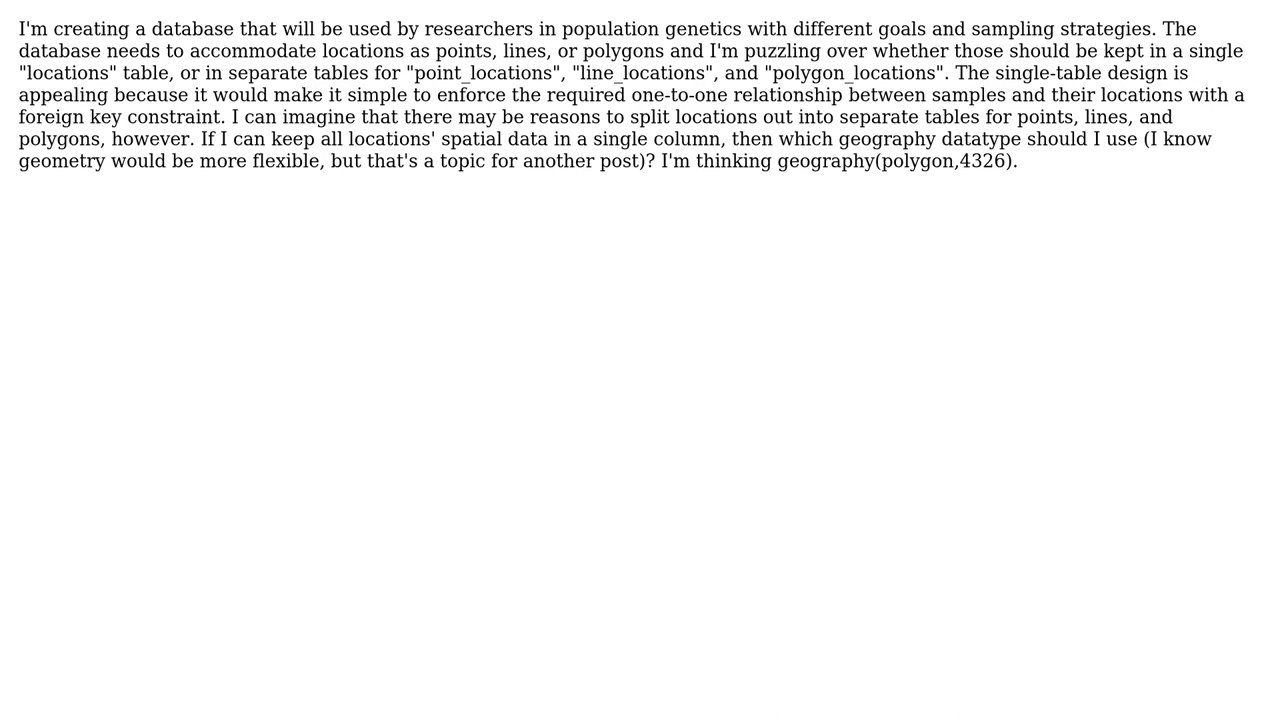 I'm creating a database that will be used by researchers in population genetics with different goals and sampling strategies. The
database needs to accommodate locations as points, lines, or polygons and I'm puzzling over whether those should be kept in a single
"locations" table, or in separate tables for "point_locations", "line_locations", and "polygon_locations". The single-table design is
appealing because it would make it simple to enforce the required one-to-one relationship between samples and their locations with a
foreign key constraint. I can imagine that there may be reasons to split locations out into separate tables for points, lines, and
polygons, however. If I can keep all locations' spatial data in a single column, then which geography datatype should I use (I know
geometry would be more flexible, but that's a topic for another post)? I'm thinking geography(polygon,4326).